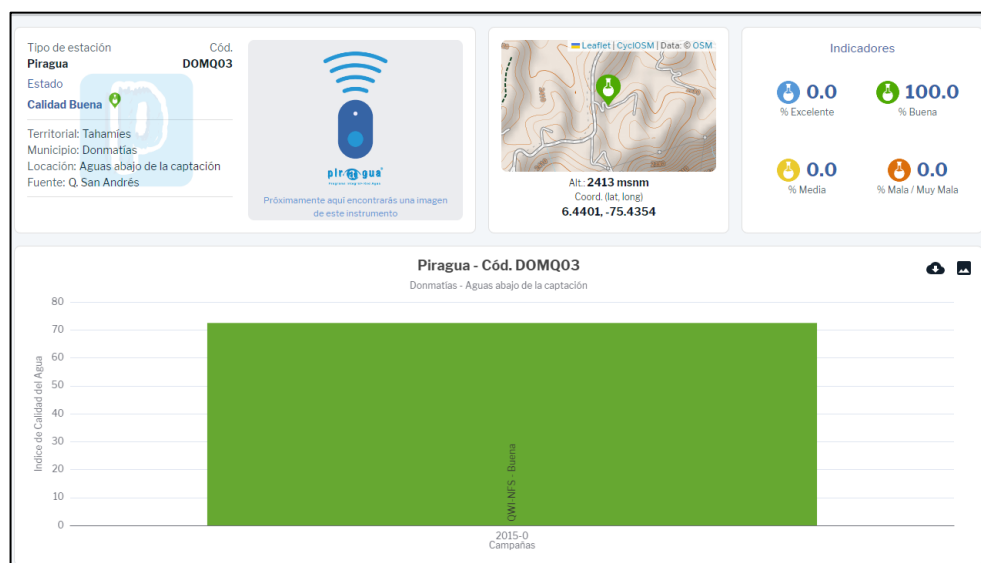 Tipo de estación Cód.
Piragua DOMQ03
Estado
Calidad Buena
Territorial: Tahamíes
Municipio: Donmatías
Locación: Aguas abajo de la captación
Fuente: Q. San Andrés
pir@gua
Próximamente aquí encontrarás una imagen
de este instrumento
Leaflet | CyclOSM | Data: © OSM
Alt.: 2413 msnm
Coord. (lat, long)
6.4401, -75.4354
Indicadores
0.0
% Excelente
100.0
% Buena
0.0
% Media
0.0
% Mala / Muy Mala
Piragua - Cód. DOMQ03
Donmatías - Aguas abajo de la captación
Indice de Calidad del Agua
80
70
60
50
40
30
20
10
0
QWI-NFS - Buena
2015-0
Campañas